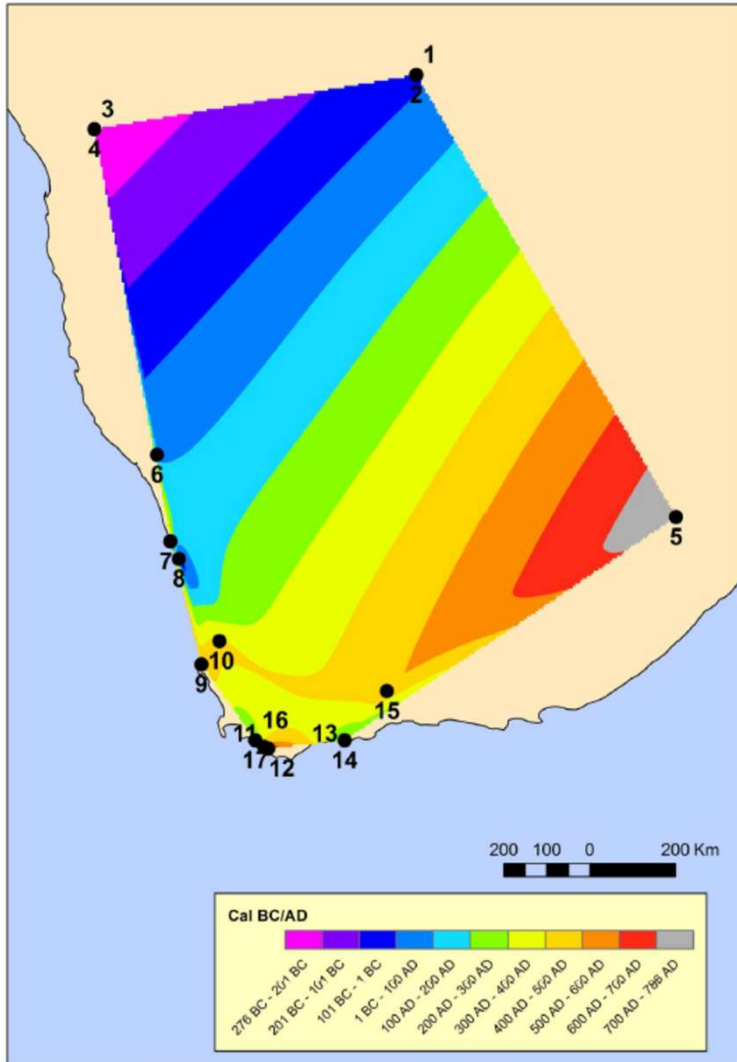 1
2
3
4
5
6
7
8
9
10
15
16
11
13
17
12
14
200 100 0 200 Km
Cal BC/AD
276 BC - 201 BC
201 BC - 101 BC
101 BC - 1 BC
1 BC - 100 AD
100 AD - 200 AD
200 AD - 300 AD
300 AD - 400 AD
400 AD - 500 AD
500 AD - 600 AD
600 AD - 700 AD
700 AD - 786 AD